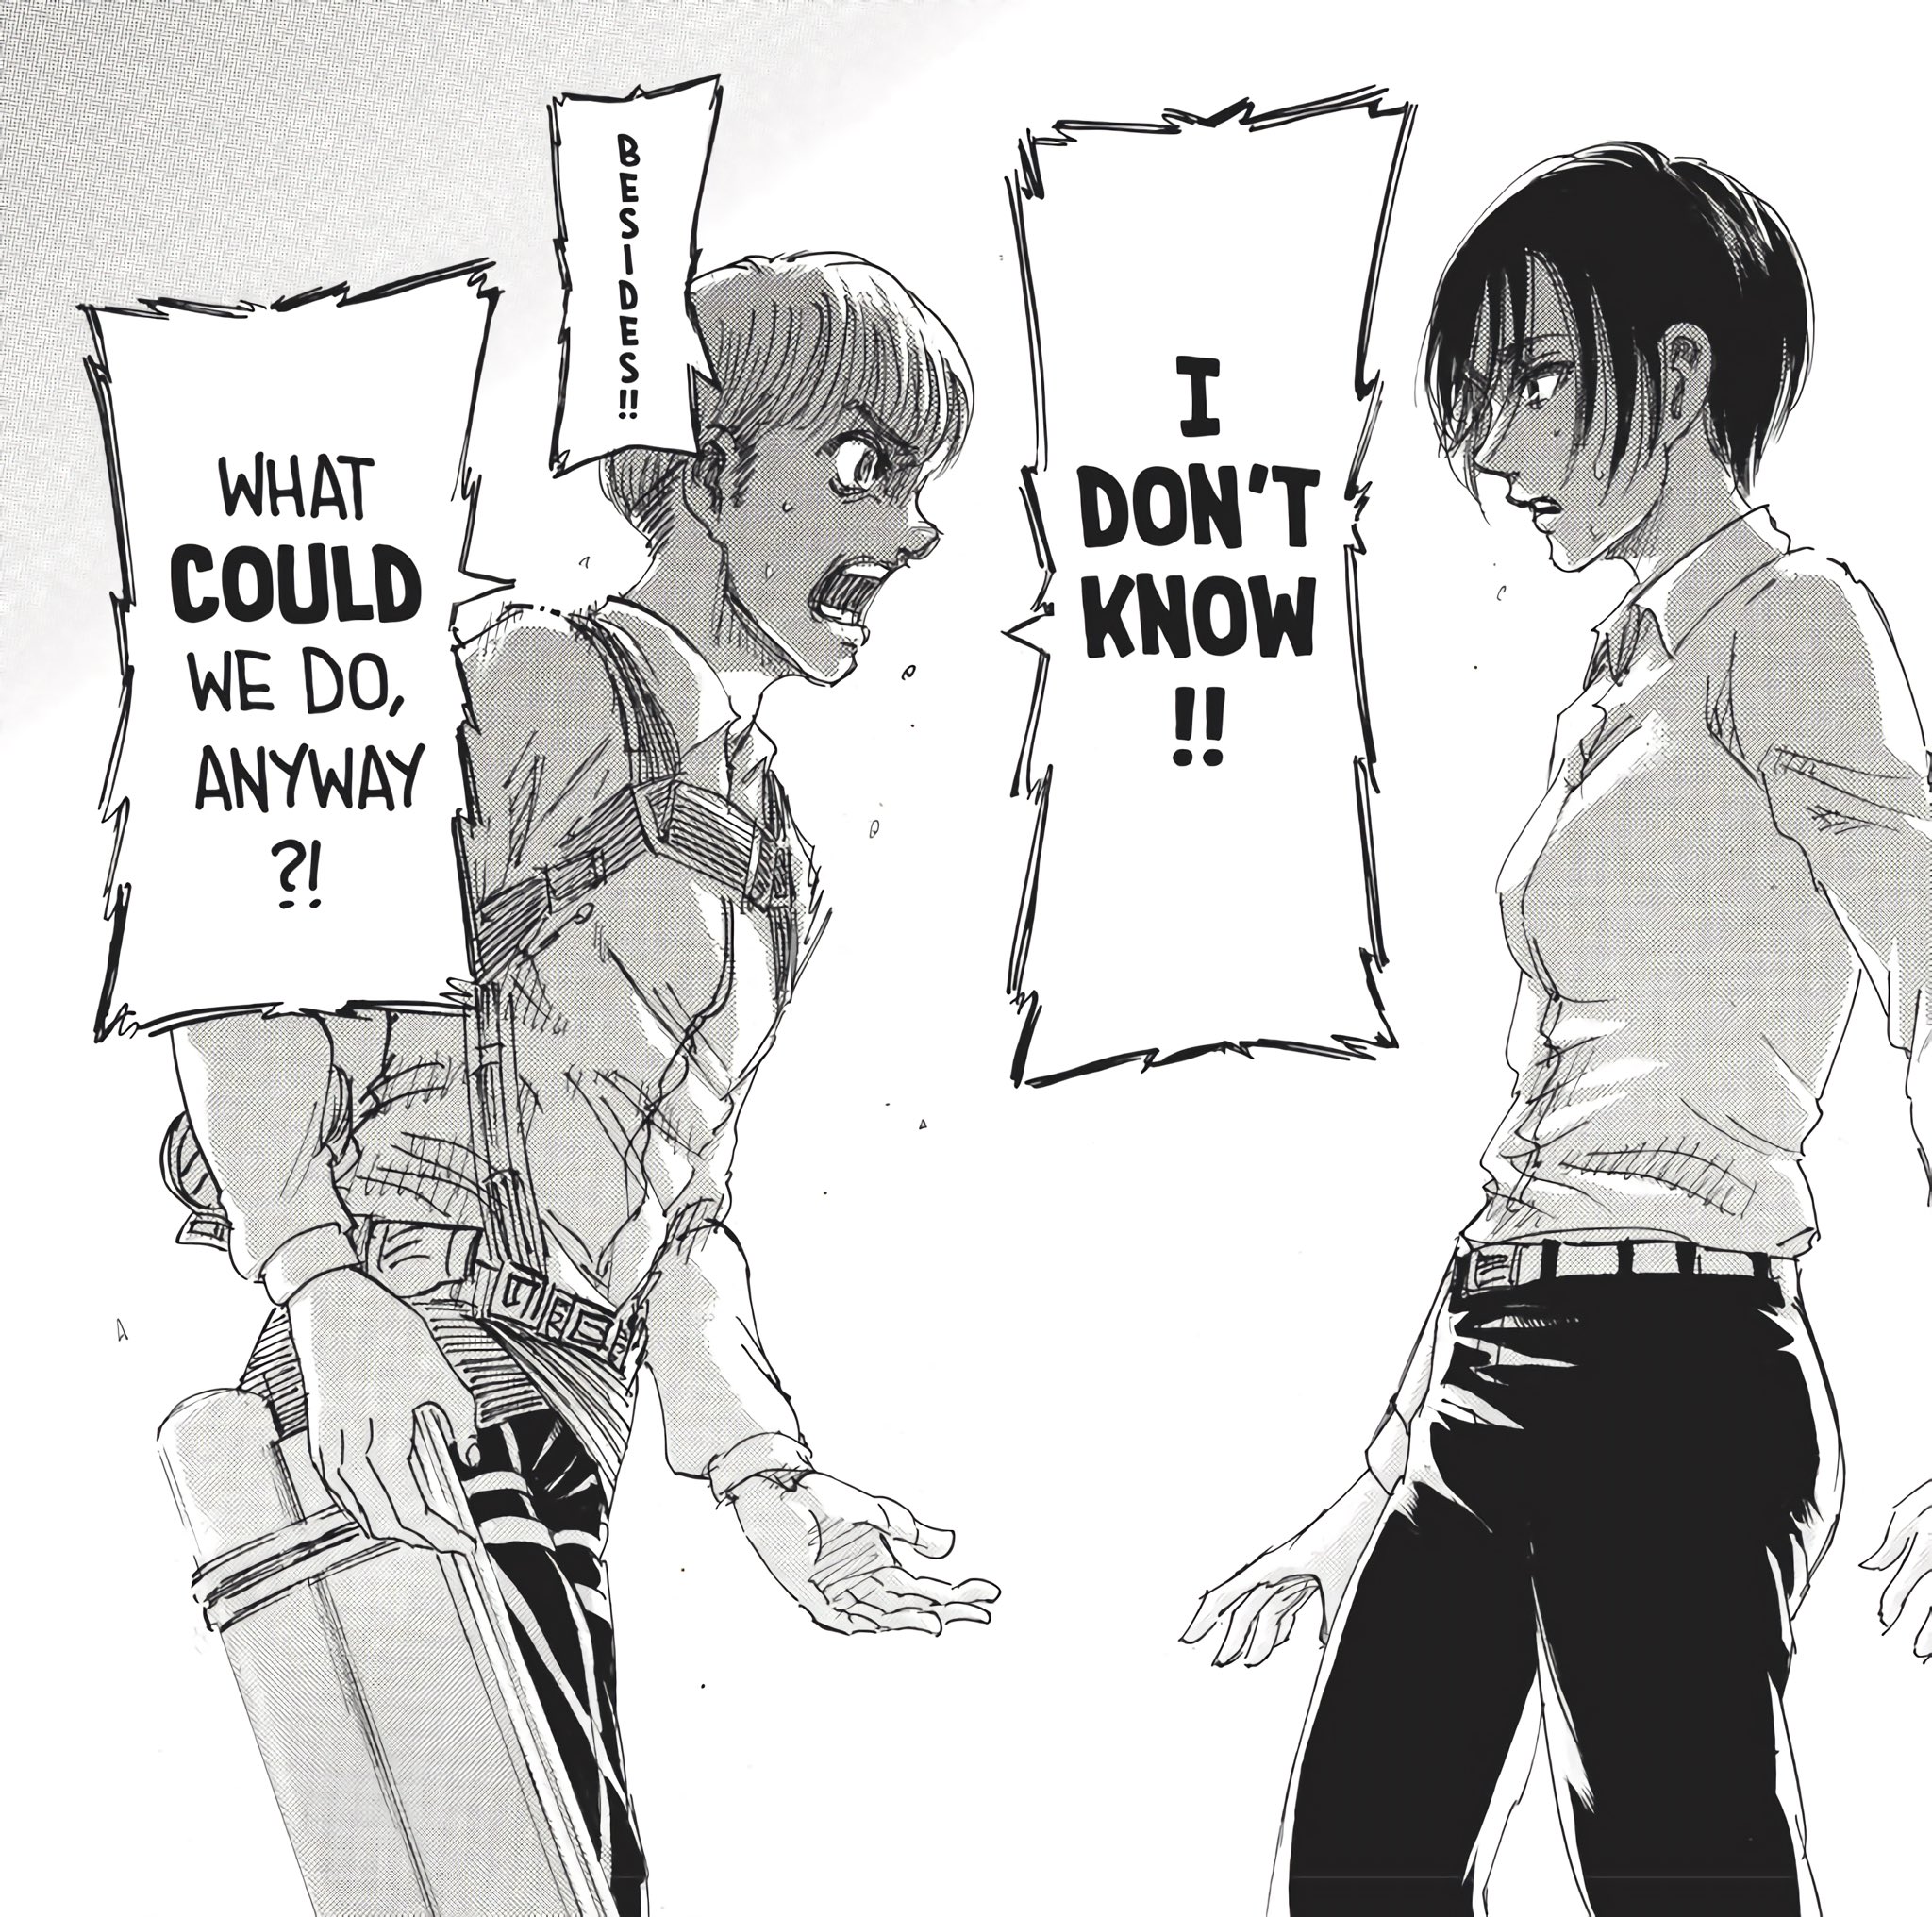 I
DON'T
KNOW
!!
BESIDES!!
WHAT
COULD
WE DO,
ANYWAY
?!